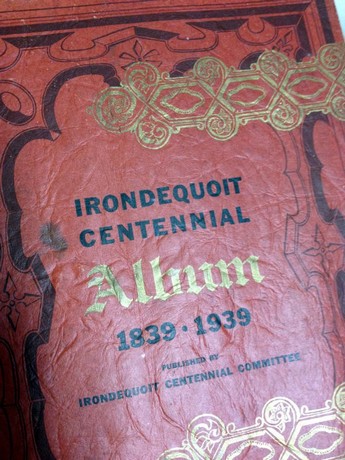 IRONDEQUOIT
CENTENNIAL
Album
1839 · 1939
PUBLISHED BY
IRONDEQUOIT CENTENNIAL COMMITTEE